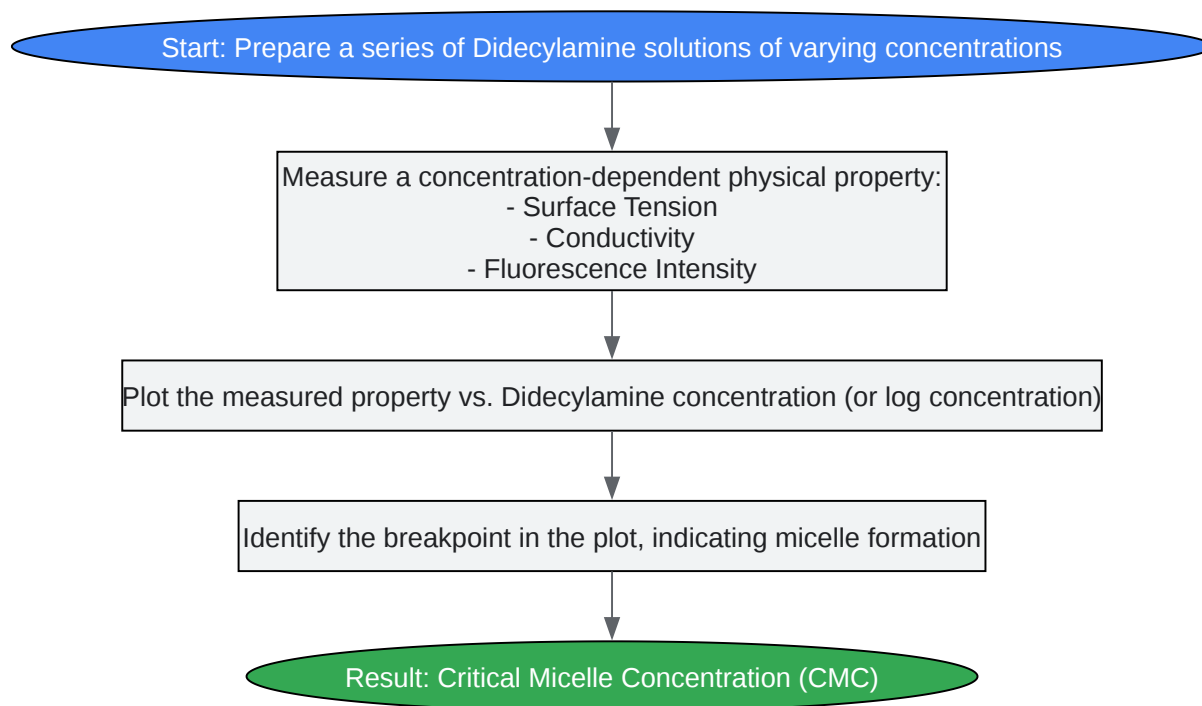 Start: Prepare a series of Didecylamine solutions of varying concentrations
Measure a concentration-dependent physical property:
- Surface Tension
- Conductivity
- Fluorescence Intensity
Plot the measured property vs. Didecylamine concentration (or log concentration)
Identify the breakpoint in the plot, indicating micelle formation
Result: Critical Micelle Concentration (CMC)